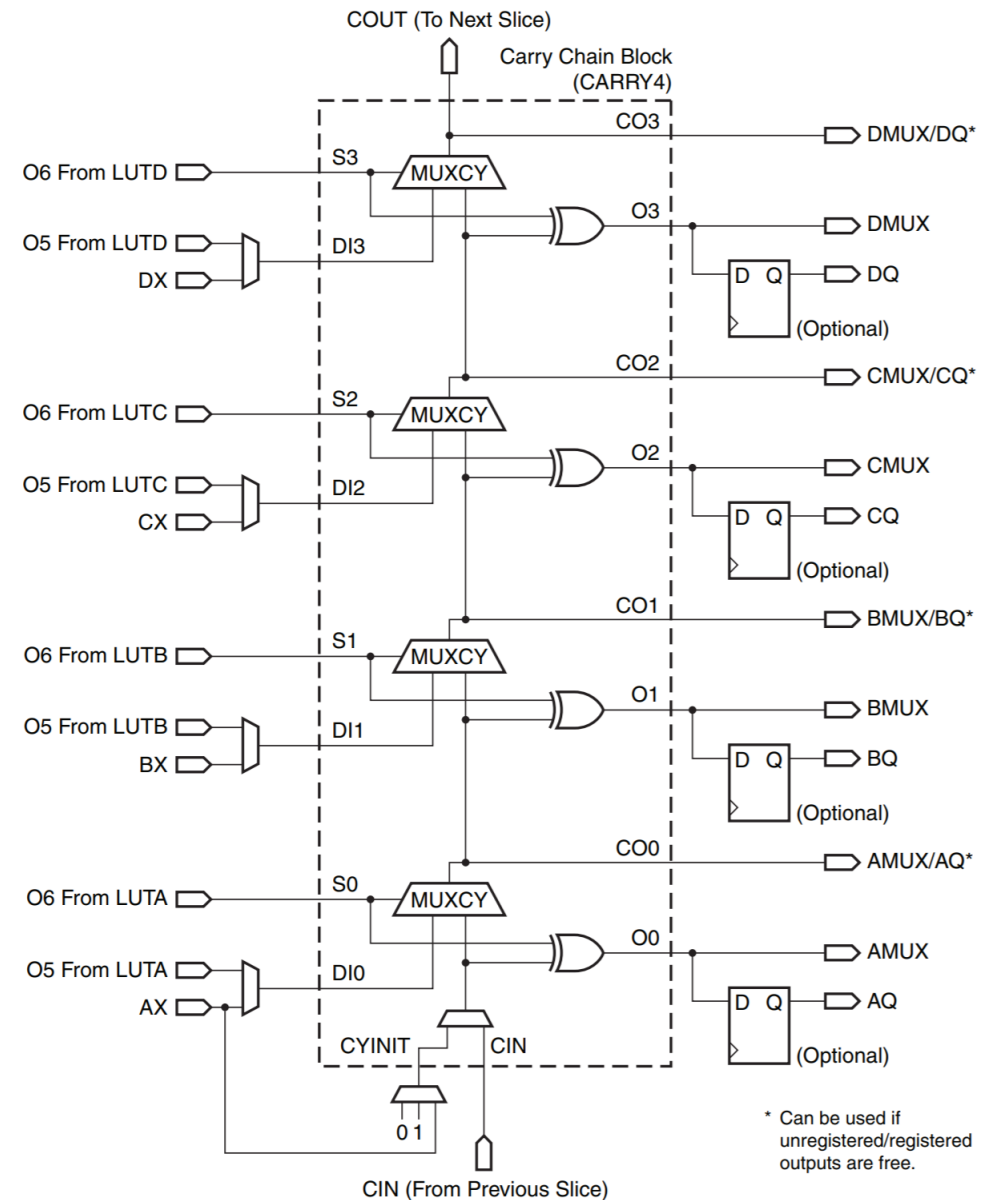 COUT (To Next Slice)
Carry Chain Block
(CARRY4)
CO3
DMUX/DQ*
O6 From LUTD
S3
MUXCY
O3
DMUX
O5 From LUTD
DI3
DX
D Q
DQ
(Optional)
CO2
CMUX/CQ*
O6 From LUTC
S2
MUXCY
O2
CMUX
O5 From LUTC
DI2
CX
D Q
CQ
(Optional)
CO1
BMUX/BQ*
O6 From LUTB
S1
MUXCY
O1
BMUX
O5 From LUTB
DI1
BX
D Q
BQ
(Optional)
CO0
AMUX/AQ*
O6 From LUTA
S0
MUXCY
O0
AMUX
O5 From LUTA
DI0
AX
D Q
AQ
(Optional)
CYINIT
CIN
0 1
* Can be used if
unregistered/registered
outputs are free.
CIN (From Previous Slice)